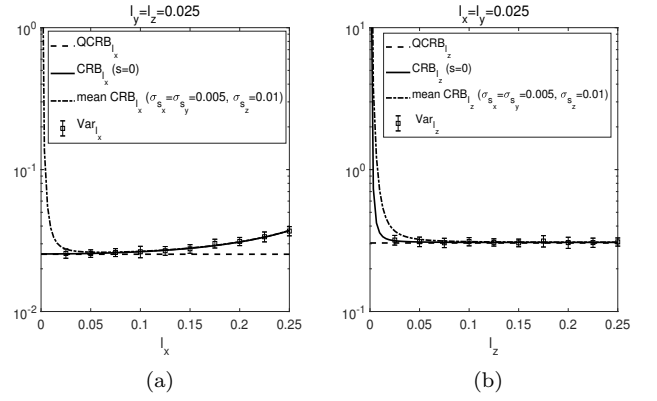 l_y=l_z=0.025
10^0
10^-1
10^-2
QCRB_l_x
CRB_l_x (s=0)
mean CRB_l_x (σ_s_x=σ_s_y=0.005, σ_s_z=0.01)
Var_l_x
0 0.05 0.1 0.15 0.2 0.25
l_x
(a)
l_x=l_y=0.025
10^1
10^0
10^-1
QCRB_l_z
CRB_l_z (s=0)
mean CRB_l_z (σ_s_x=σ_s_y=0.005, σ_s_z=0.01)
Var_l_z
0 0.05 0.1 0.15 0.2 0.25
l_z
(b)